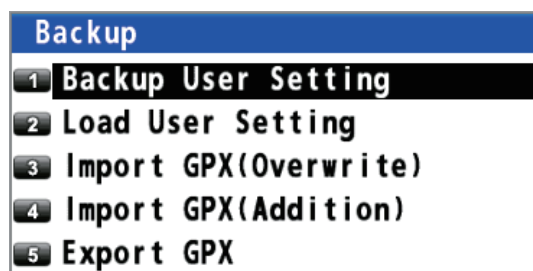 Backup
1 Backup User Setting
2 Load User Setting
3 Import GPX(Overwrite)
4 Import GPX(Addition)
5 Export GPX